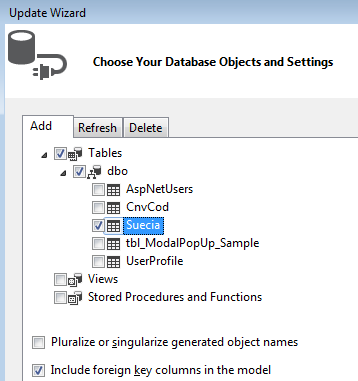 Update Wizard
Choose Your Database Objects and Settings
Add Refresh Delete
Tables
dbo
AspNetUsers
CnvCod
Suecia
tbl_ModalPopUp_Sample
UserProfile
Views
Stored Procedures and Functions
Pluralize or singularize generated object names
Include foreign key columns in the model